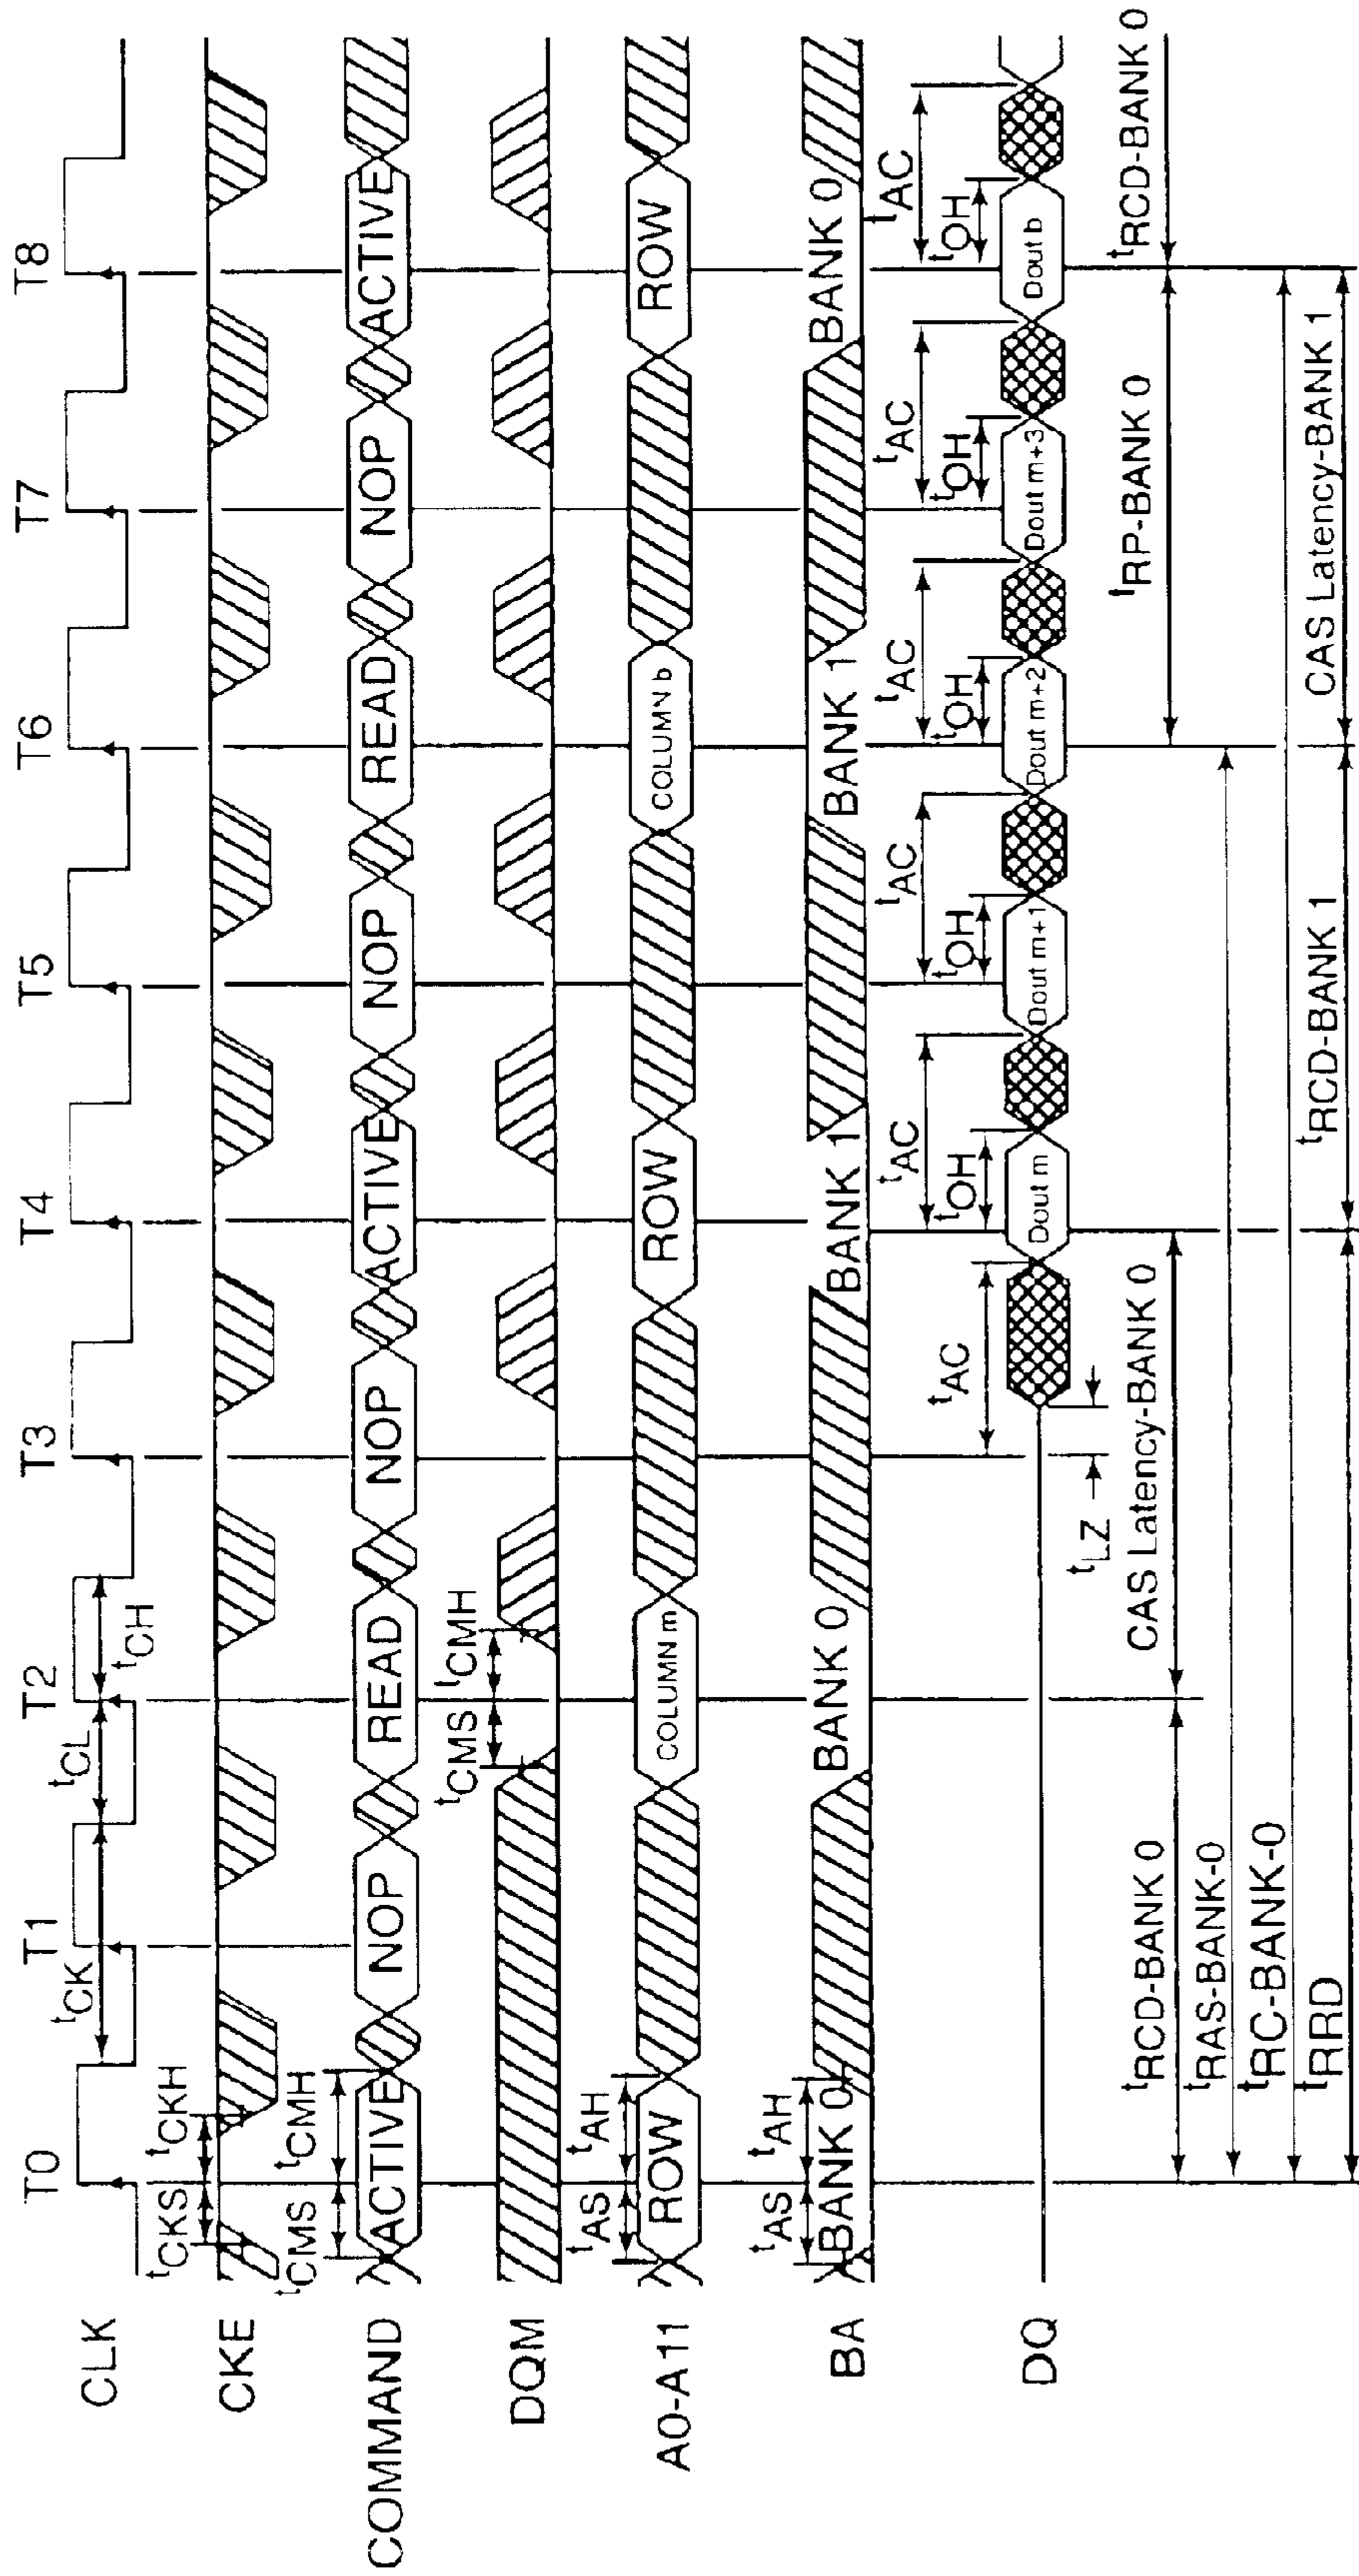 T0 T1 T2 T3 T4 T5 T6 T7 T8
CLK
tCK tCL tCH
CKE
tCKS tCKH
tCMS tCMH
COMMAND ACTIVE NOP READ NOP ACTIVE NOP READ NOP ACTIVE
tCMS tCMH
DQM
tAS tAH
A0-A11 ROW COLUMN m ROW COLUMN b ROW
tAS tAH
BA BANK 0 BANK 0 BANK 1 BANK 1 BANK 0
tAC tAC tAC tAC tAC tAC
tOH tOH tOH tOH tOH
DQ Dout m Dout m+1 Dout m+2 Dout m+3 Dout b
tLZ
tRCD-BANK 0 CAS Latency-BANK 0 tRP-BANK 0 tRCD-BANK 0
tRAS-BANK-0
tRC-BANK-0
tRRD tRCD-BANK 1 CAS Latency-BANK 1